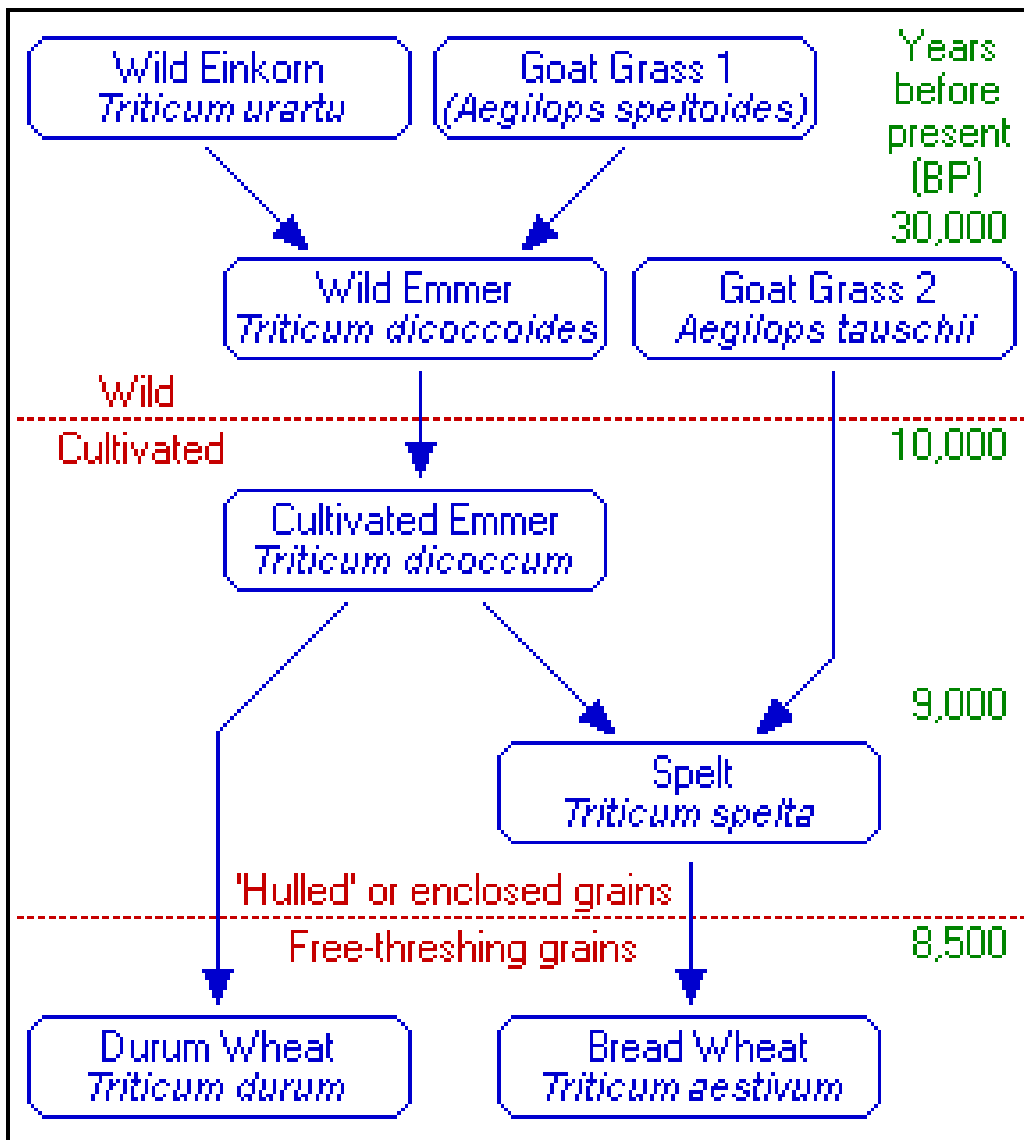 Wild Einkorn
Triticum urartu
Goat Grass 1
(Aegilops speltoides)
Years
before
present
(BP)
30,000
Wild Emmer
Triticum dicoccoides
Goat Grass 2
Aegilops tauschii
Wild
Cultivated
10,000
Cultivated Emmer
Triticum dicoccum
9,000
Spelt
Triticum spelta
'Hulled' or enclosed grains
Free-threshing grains
8,500
Durum Wheat
Triticum durum
Bread Wheat
Triticum aestivum